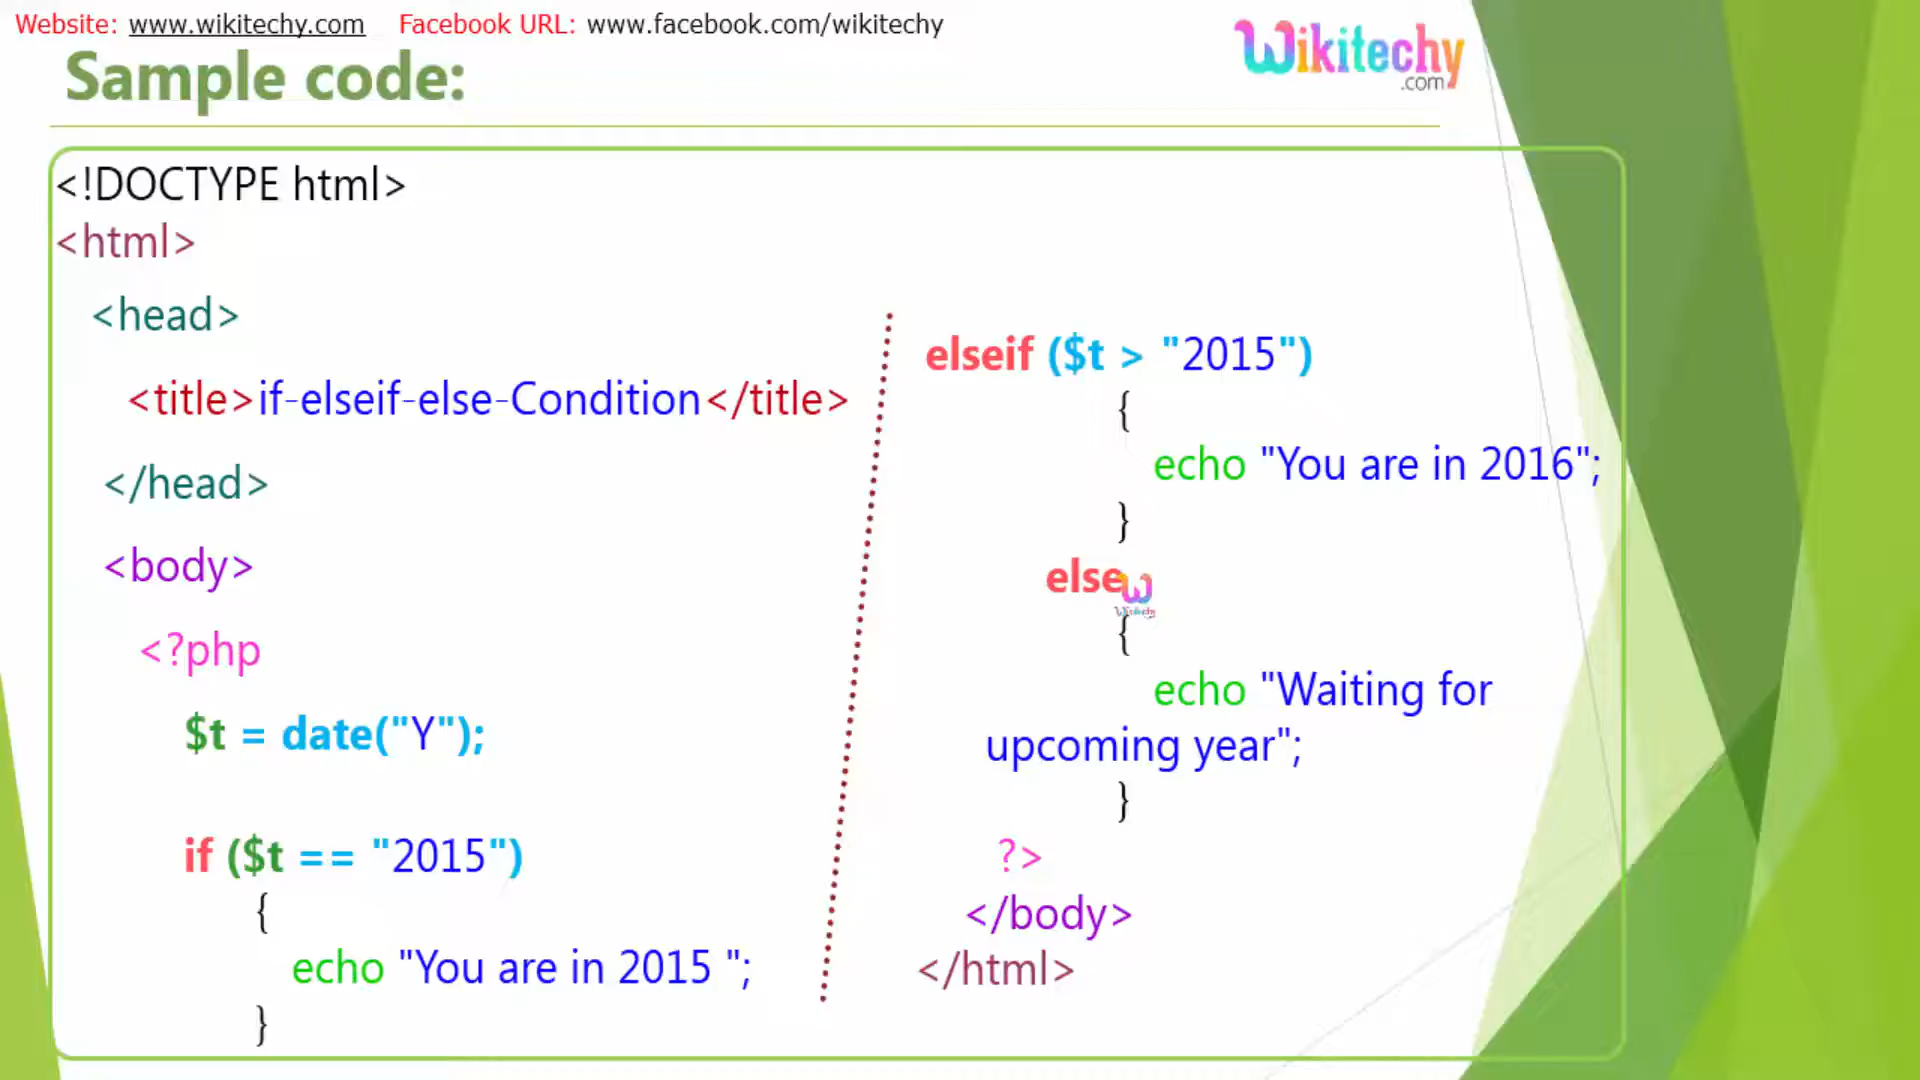 Website: www.wikitechy.com Facebook URL: www.facebook.com/wikitechy
Wikitechy
.com
Sample code:
<!DOCTYPE html>
<html>
<head>
<title>if-elseif-else-Condition</title>
</head>
<body>
<?php
$t = date("Y");
if ($t == "2015")
{
echo "You are in 2015 ";
}
elseif ($t > "2015")
{
echo "You are in 2016";
}
else
W
Wikitechy
{
echo "Waiting for
upcoming year";
}
?>
</body>
</html>